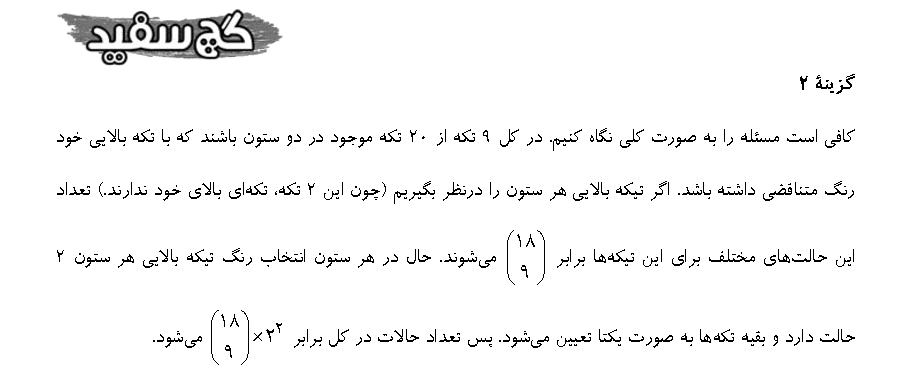 گچ سفید
گزینهٔ ۲
کافی است مسئله را به صورت کلی نگاه کنیم. در کل ۹ تکه از ۲۰ تکه موجود در دو ستون باشند که با تکه بالایی خود
رنگ متناقضی داشته باشد. اگر تیکه بالایی هر ستون را درنظر بگیریم (چون این ۲ تکه، تکه‌ای بالای خود ندارند.) تعداد
این حالت‌های مختلف برای این تیکه‌ها برابر (۱۸ ۹) می‌شوند. حال در هر ستون انتخاب رنگ تیکه بالایی هر ستون ۲
حالت دارد و بقیه تکه‌ها به صورت یکتا تعیین می‌شود. پس تعداد حالات در کل برابر (۱۸ ۹)×۲² می‌شود.